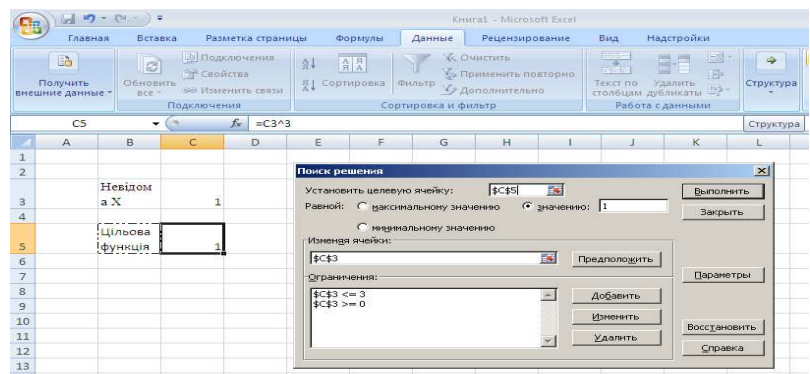 Книга1 - Microsoft Excel
Главная Вставка Разметка страницы Формулы Данные Рецензирование Вид Надстройки
Получить внешние данные
Обновить все
Подключения
Свойства
Изменить связи
Подключения
Сортировка
Фильтр
Очистить
Применить повторно
Дополнительно
Сортировка и фильтр
Текст по столбцам
Удалить дубликаты
Работа с данными
Структура
C5 fx =C3^3
Структура
A B C D E F G H I J K L
1
2
3 Невідом
а X 1
4
5 Цільова
функція 1
6
7
8
9
10
11
12
13
Поиск решения
Установить целевую ячейку: $C$5
Равной: максимальному значению значению: 1
минимальному значению
Изменяя ячейки:
$C$3
Предположить
Ограничения:
$C$3 <= 3
$C$3 >= 0
Добавить
Изменить
Удалить
Выполнить
Закрыть
Параметры
Восстановить
Справка